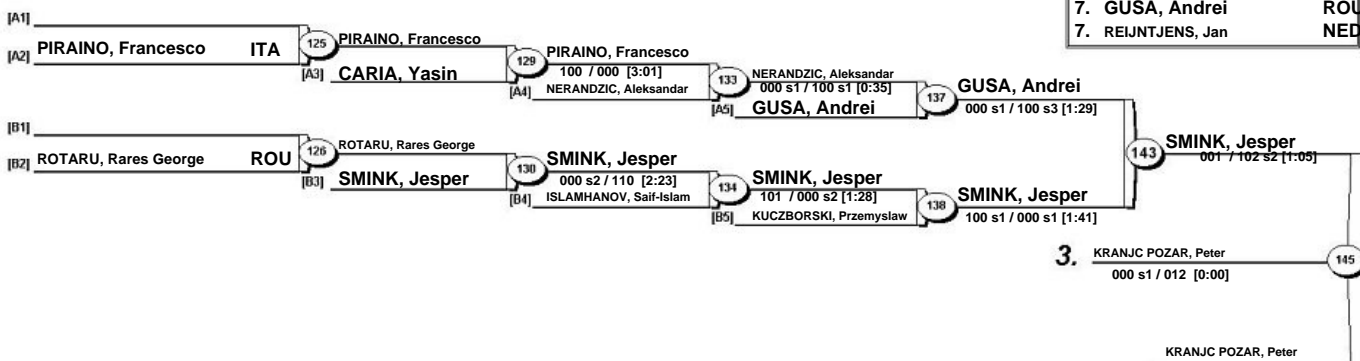 7. GUSA, Andrei ROU
7. REIJNTJENS, Jan NED
[A1]
[A2] PIRAINO, Francesco ITA
125
PIRAINO, Francesco
[A3] CARIA, Yasin
129
PIRAINO, Francesco
100 / 000 [3:01]
[A4] NERANDZIC, Aleksandar
133
NERANDZIC, Aleksandar
000 s1 / 100 s1 [0:35]
[A5] GUSA, Andrei
137
GUSA, Andrei
000 s1 / 100 s3 [1:29]
[B1]
[B2] ROTARU, Rares George ROU
126
ROTARU, Rares George
[B3] SMINK, Jesper
130
SMINK, Jesper
000 s2 / 110 [2:23]
[B4] ISLAMHANOV, Saif-Islam
134
SMINK, Jesper
101 / 000 s2 [1:28]
[B5] KUCZBORSKI, Przemyslaw
138
SMINK, Jesper
100 s1 / 000 s1 [1:41]
143
SMINK, Jesper
001 / 102 s2 [1:05]
3. KRANJC POZAR, Peter
000 s1 / 012 [0:00]
145
KRANJC POZAR, Peter